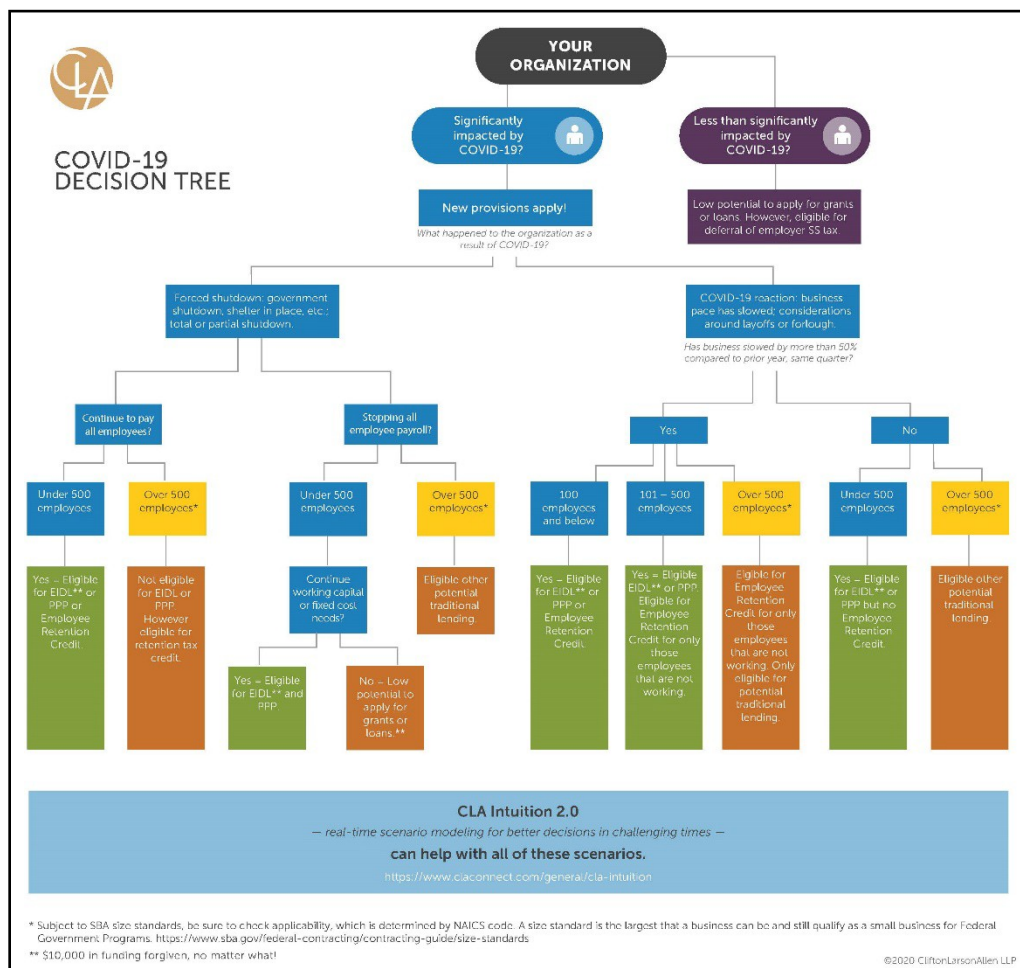 CLA
COVID-19
DECISION TREE
YOUR
ORGANIZATION
Significantly
impacted by
COVID-19?
Less than significantly
impacted by
COVID-19?
New provisions apply!
Low potential to apply for grants
or loans. However, eligible for
deferral of employer SS tax.
What happened to the organization as a
result of COVID-19?
Forced shutdown: government
shutdown, shelter in place, etc.;
total or partial shutdown.
COVID-19 reaction: business
pace has slowed; considerations
around layoffs or forlough.
Has business slowed by more than 50%
compared to prior year, same quarter?
Continue to pay
all employees?
Stopping all
employee payroll?
Yes
No
Under 500
employees
Over 500
employees*
Under 500
employees
Over 500
employees*
100
employees
and below
101 – 500
employees
Over 500
employees*
Under 500
employees
Over 500
employees*
Yes = Eligible
for EIDL** or
PPP or
Employee
Retention
Credit.
Not eligible
for EIDL or
PPP.
However
eligible for
retention tax
credit.
Continue
working capital
or fixed cost
needs?
Eligible other
potential
traditional
lending.
Yes = Eligible
for EIDL** and
PPP
No = Low
potential to
apply for
grants or
loans.**
Yes = Eligible
for EIDL** or
PPP or
Employee
Retention
Credit.
Yes = Eligible
EIDL** or PPP.
Eligible for
Employee
Retention
Credit for only
those
employees
that are not
working.
Eligible for
Employee
Retention
Credit for only
those
employees
that are not
working. Only
eligible for
potential
traditional
lending.
Yes = Eligible
for EIDL** or
PPP but no
Employee
Retention
Credit.
Eligible other
potential
traditional
lending.
CLA Intuition 2.0
— real-time scenario modeling for better decisions in challenging times —
can help with all of these scenarios.
https://www.claconnect.com/general/cla-intuition
* Subject to SBA size standards, be sure to check applicability, which is determined by NAICS code. A size standard is the largest that a business can be and still qualify as a small business for Federal
Government Programs. https://www.sba.gov/federal-contracting/contracting-guide/size-standards
** $10,000 in funding forgiven, no matter what!
©2020 CliftonLarsonAllen LLP